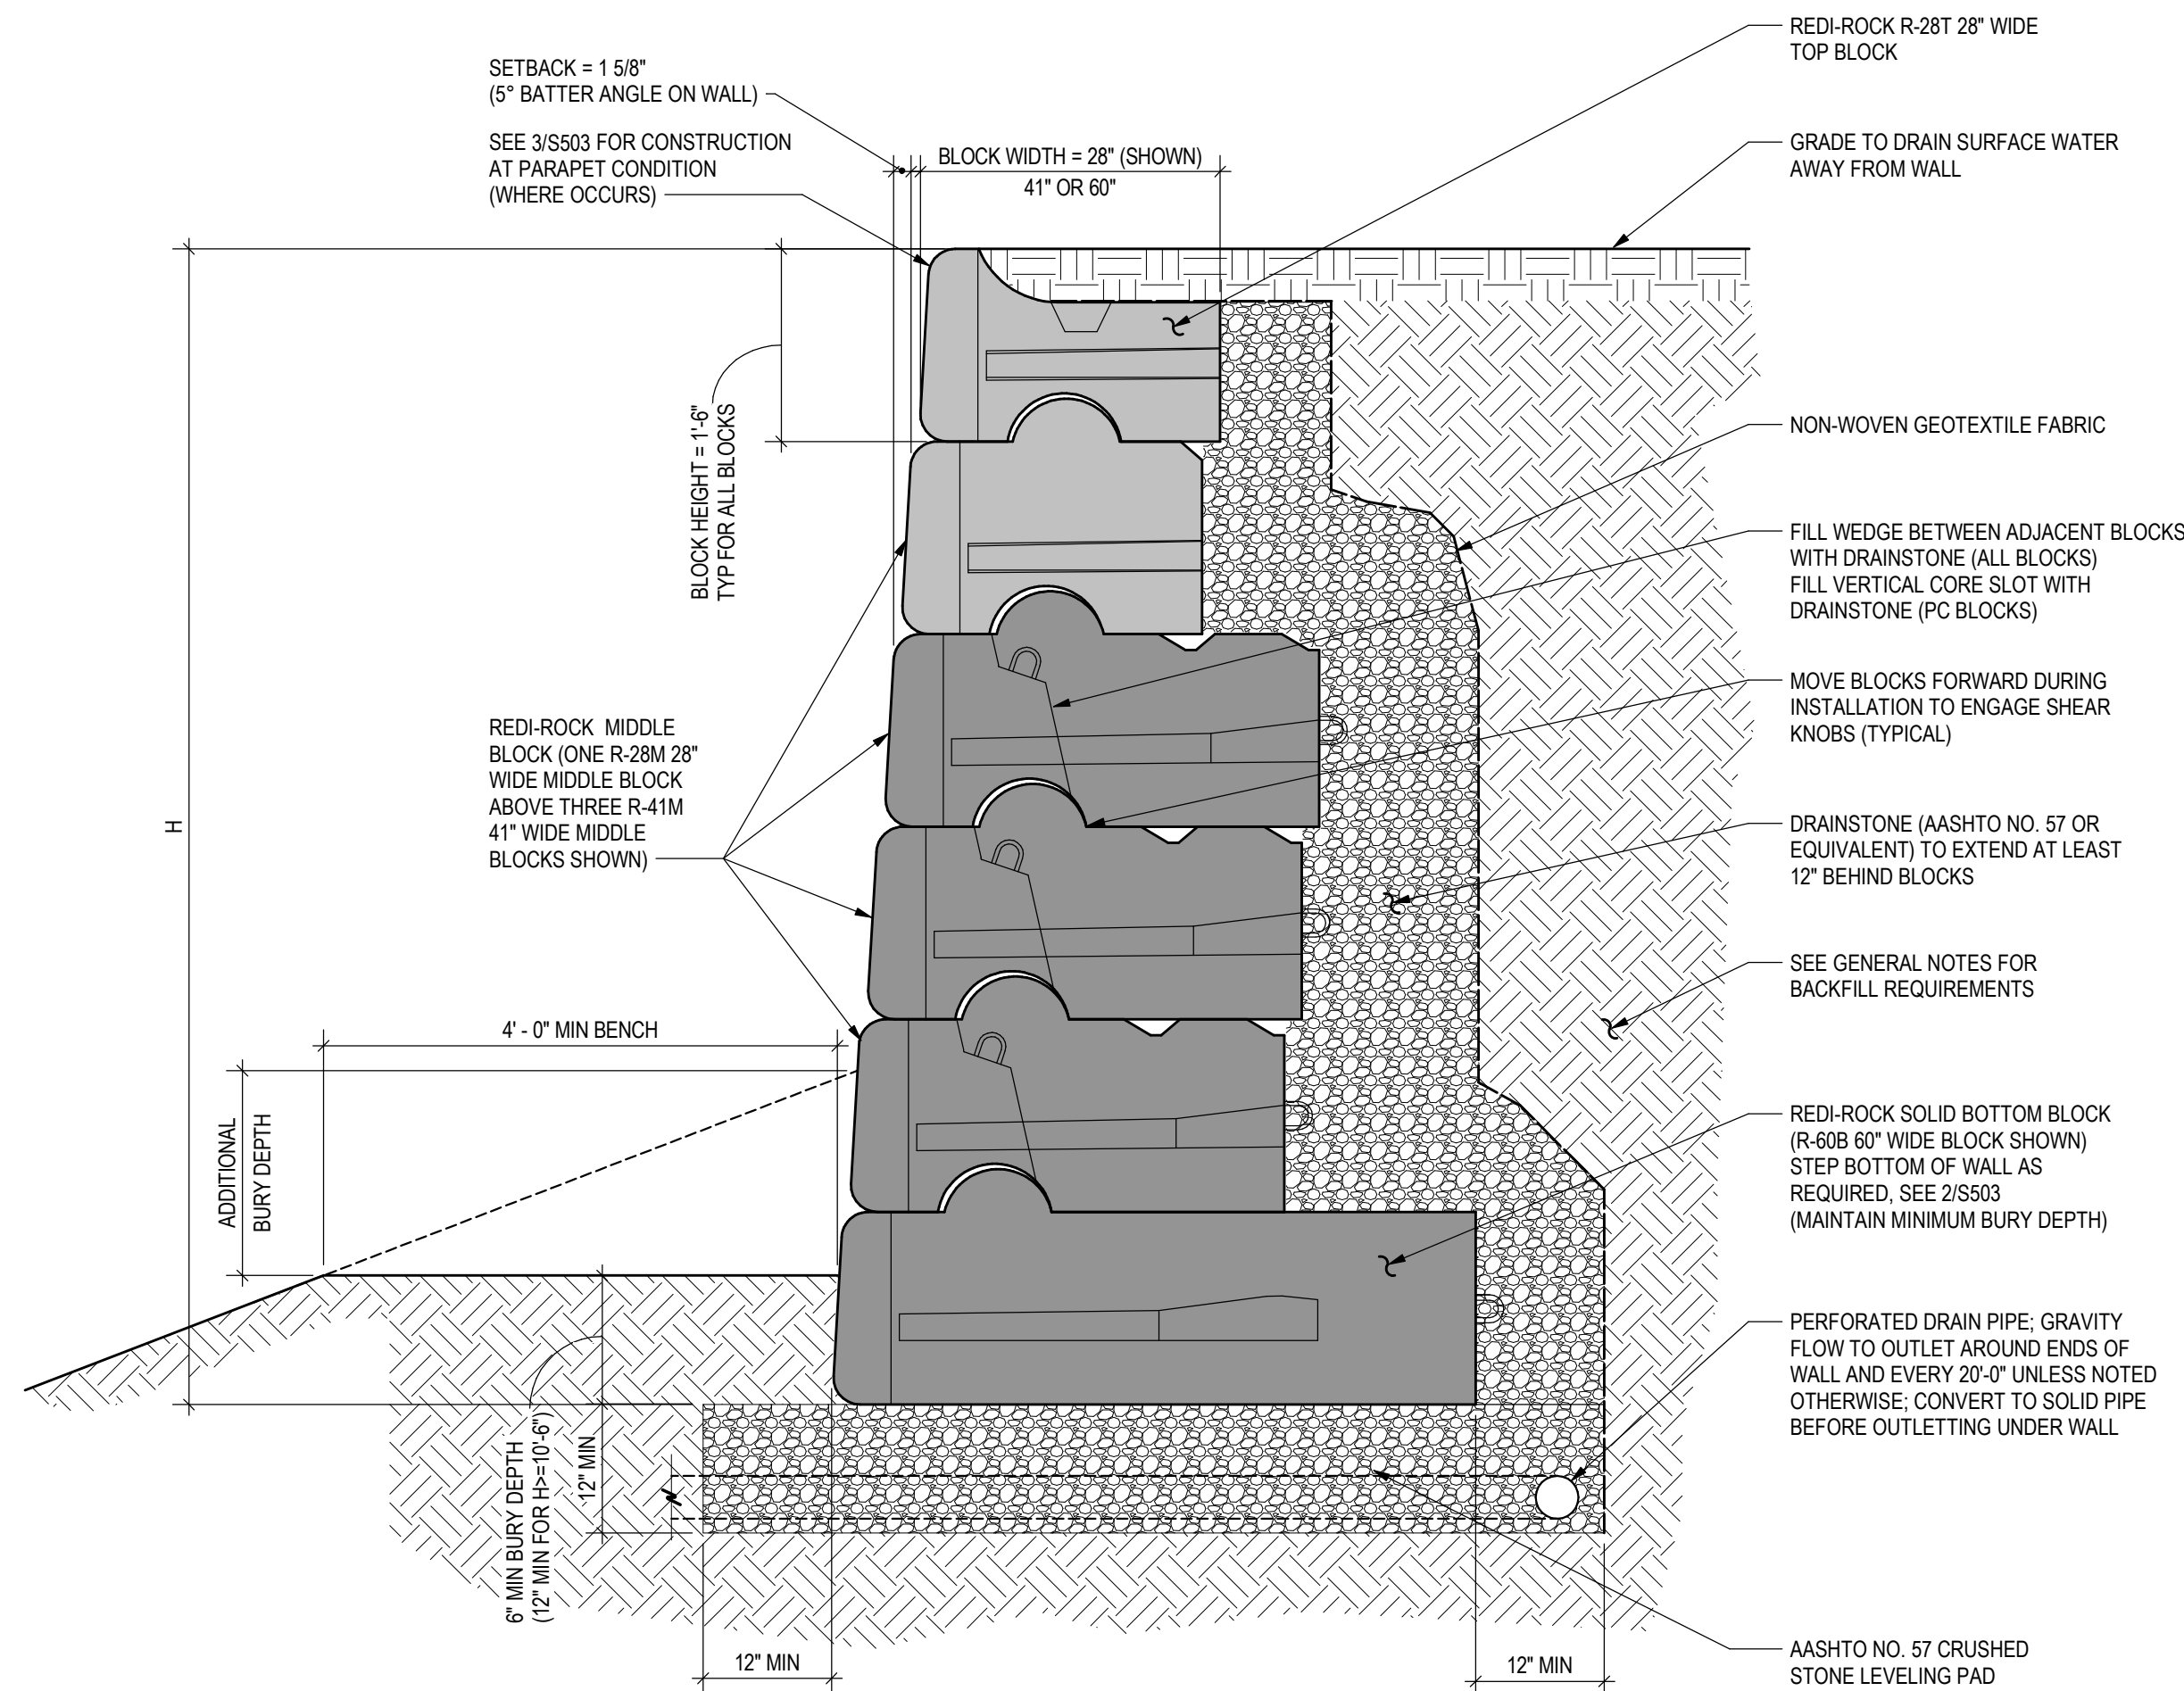 REDI-ROCK R-28T 28" WIDE
TOP BLOCK
SETBACK = 1 5/8"
(5° BATTER ANGLE ON WALL)
SEE 3/S503 FOR CONSTRUCTION
AT PARAPET CONDITION
(WHERE OCCURS)
BLOCK WIDTH = 28" (SHOWN)
41" OR 60"
GRADE TO DRAIN SURFACE WATER
AWAY FROM WALL
BLOCK HEIGHT = 1'-6"
TYP FOR ALL BLOCKS
NON-WOVEN GEOTEXTILE FABRIC
FILL WEDGE BETWEEN ADJACENT BLOCKS
WITH DRAINSTONE (ALL BLOCKS)
FILL VERTICAL CORE SLOT WITH
DRAINSTONE (PC BLOCKS)
MOVE BLOCKS FORWARD DURING
INSTALLATION TO ENGAGE SHEAR
KNOBS (TYPICAL)
REDI-ROCK MIDDLE
BLOCK (ONE R-28M 28"
WIDE MIDDLE BLOCK
ABOVE THREE R-41M
41" WIDE MIDDLE
BLOCKS SHOWN)
H
DRAINSTONE (AASHTO NO. 57 OR
EQUIVALENT) TO EXTEND AT LEAST
12" BEHIND BLOCKS
SEE GENERAL NOTES FOR
BACKFILL REQUIREMENTS
4' - 0" MIN BENCH
ADDITIONAL
BURY DEPTH
REDI-ROCK SOLID BOTTOM BLOCK
(R-60B 60" WIDE BLOCK SHOWN)
STEP BOTTOM OF WALL AS
REQUIRED, SEE 2/S503
(MAINTAIN MINIMUM BURY DEPTH)
PERFORATED DRAIN PIPE; GRAVITY
FLOW TO OUTLET AROUND ENDS OF
WALL AND EVERY 20'-0" UNLESS NOTED
OTHERWISE; CONVERT TO SOLID PIPE
BEFORE OUTLETTING UNDER WALL
6" MIN BURY DEPTH
(12" MIN FOR H>=10'-6")
12" MIN
12" MIN
12" MIN
AASHTO NO. 57 CRUSHED
STONE LEVELING PAD